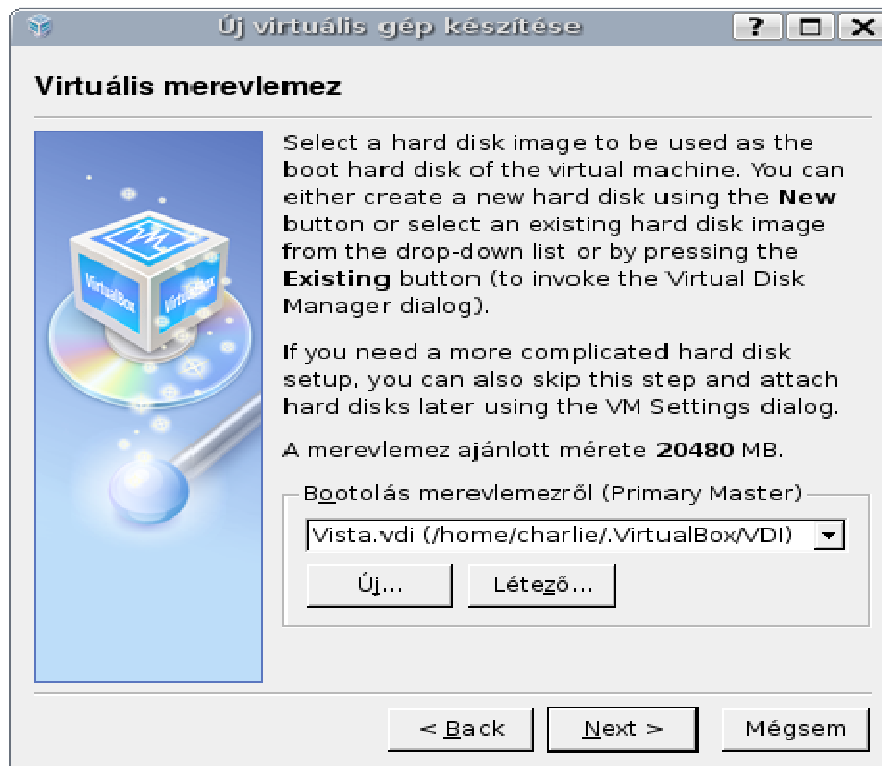 Új virtuális gép készítése
Virtuális merevlemez
Select a hard disk image to be used as the
boot hard disk of the virtual machine. You can
either create a new hard disk using the New
button or select an existing hard disk image
from the drop-down list or by pressing the
Existing button (to invoke the Virtual Disk
Manager dialog).
If you need a more complicated hard disk
setup, you can also skip this step and attach
hard disks later using the VM Settings dialog.
A merevlemez ajánlott mérete 20480 MB.
Bootolás merevlemezről (Primary Master)
Vista.vdi (/home/charlie/.VirtualBox/VDI)
Új... Létező...
< Back Next > Mégsem
VirtualBox VirtualBox